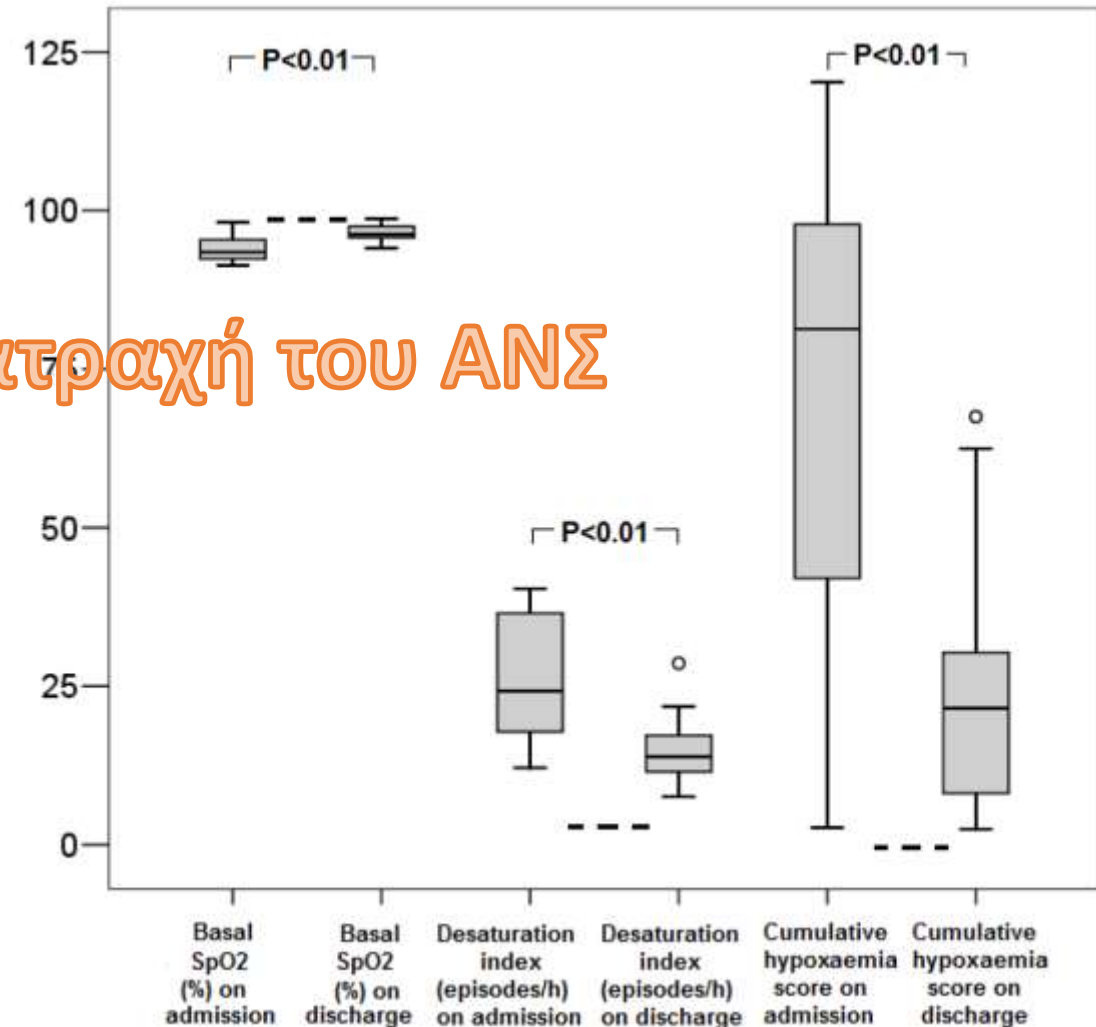 125
P<0.01
P<0.01
100
του ΑΝΣ
50
P<0.01
25
0
Basal SpO2 (%) on admission
Basal SpO2 (%) on discharge
Desaturation index (episodes/h) on admission
Desaturation index (episodes/h) on discharge
Cumulative hypoxaemia score on admission
Cumulative hypoxaemia score on discharge